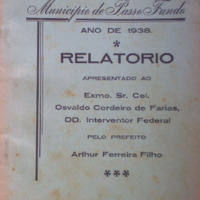 Municipio de Passo Fundo
ANO DE 1938.
RELATORIO
APRESENTADO AO
Exmo. Sr. Cel.
Osvaldo Cordeiro de Farias,
DD. Interventor Federal
PELO PREFEITO
Arthur Ferreira Filho